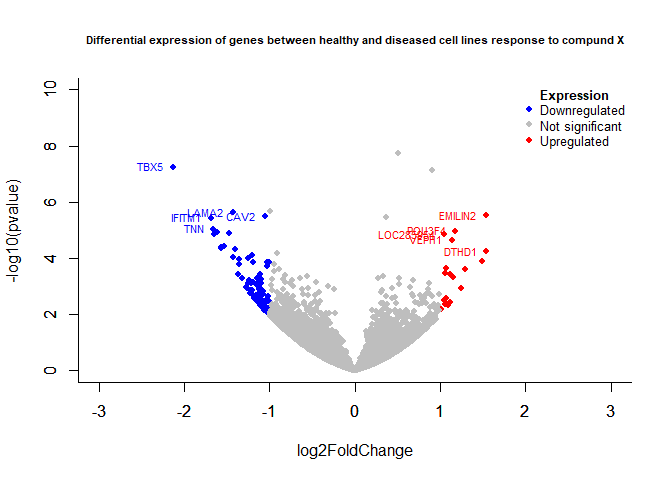 Differential expression of genes between healthy and diseased cell lines response to compund X
10
8
6
4
2
0
-log10(pvalue)
Expression
Downregulated
Not significant
Upregulated
TBX5
LAMA2
IFITM1
CAV2
TNN
EMILIN2
POU3F4
LOC285954
VEPH1
DTHD1
-3
-2
-1
0
1
2
3
log2FoldChange